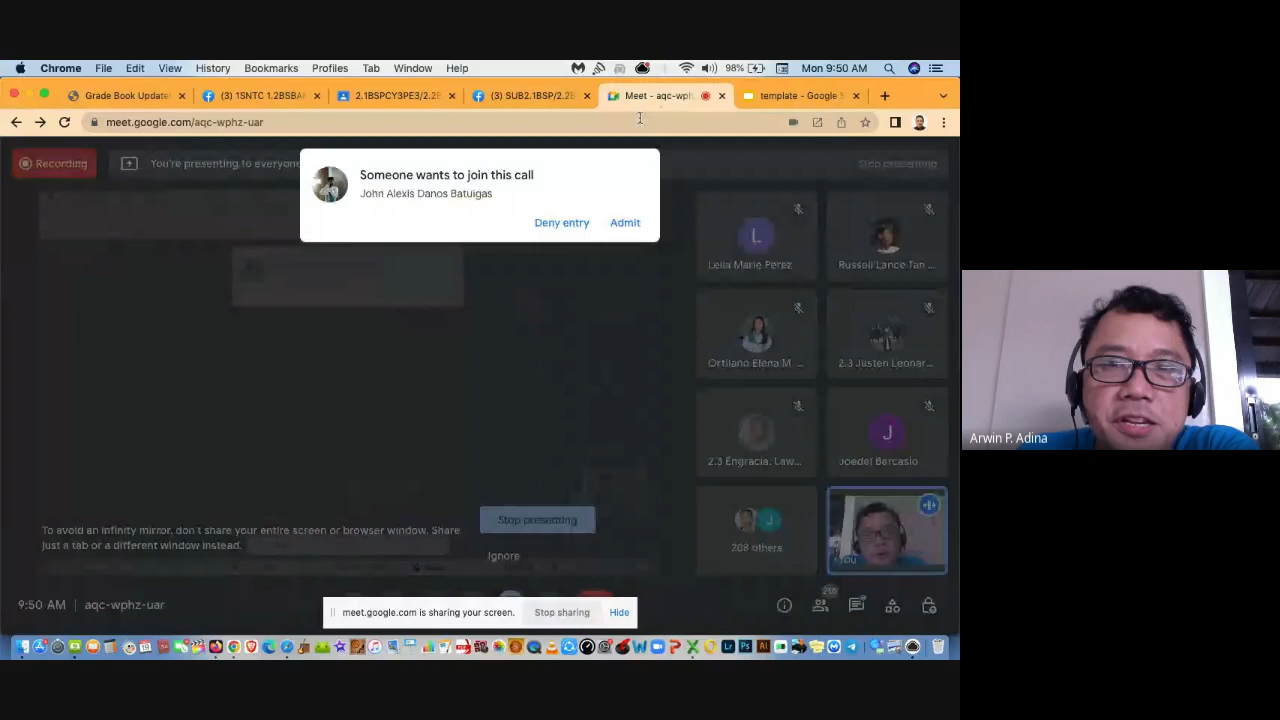 Chrome File Edit View History Bookmarks Profiles Tab Window Help 98% Mon 9:50 AM
Grade Book Update (3) 1SNTC 1.2BSBA 2.1BSPCY3PE3/2.2B (3) SUB2.1BSP/2.2B Meet - aqc-wph template - Google S
meet.google.com/aqc-wphz-uar
Recording
You're presenting to everyone
Stop presenting
Someone wants to join this call
John Alexis Danos Batuigas
Deny entry Admit
Leila Marie Perez
Russell Lance Tan ...
Ortilano Elena M ...
2.3 Justen Leonar...
2.3 Engracia, Law...
Joedel Bercasio
J
L
J
208 others
You
To avoid an infinity mirror, don't share your entire screen or browser window. Share
just a tab or a different window instead.
Stop presenting
Ignore
9:50 AM | aqc-wphz-uar
meet.google.com is sharing your screen. Stop sharing Hide
Arwin P. Adina